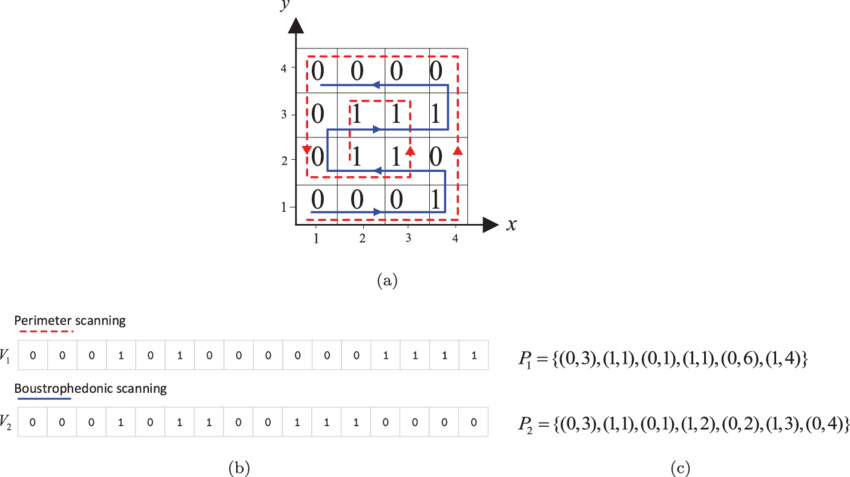 y
4 0 0 0 0
3 0 1 1 1
2 0 1 1 0
1 0 0 0 1
1 2 3 4 x
(a)
Perimeter scanning
V1 0 0 0 1 0 1 0 0 0 0 0 0 1 1 1 1
P1 = {(0,3),(1,1),(0,1),(1,1),(0,6),(1,4)}
Boustrophedonic scanning
V2 0 0 0 1 0 1 1 0 0 1 1 1 0 0 0 0
P2 = {(0,3),(1,1),(0,1),(1,2),(0,2),(1,3),(0,4)}
(b) (c)